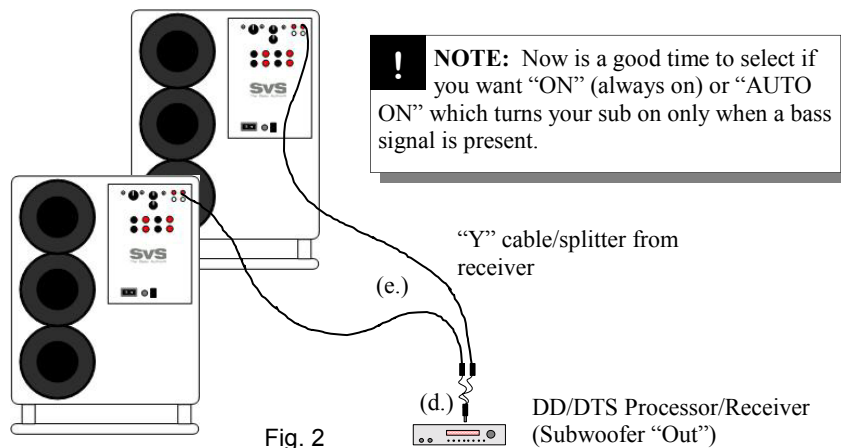 ! NOTE: Now is a good time to select if
you want “ON” (always on) or “AUTO
ON” which turns your sub on only when a bass
signal is present.
SVS
SVS
“Y” cable/splitter from
receiver
(e.)
(d.)
DD/DTS Processor/Receiver
(Subwoofer “Out”)
Fig. 2